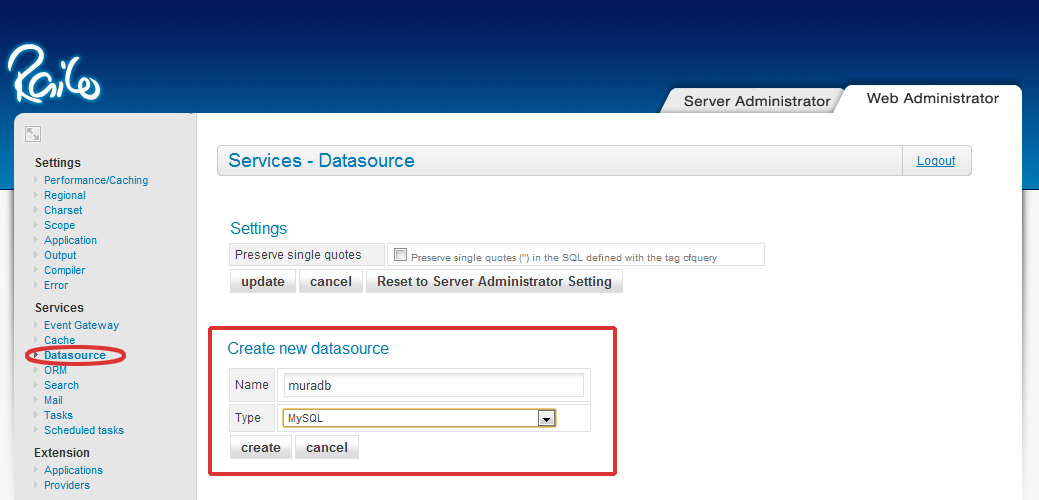 Railo
Server Administrator
Web Administrator
Settings
Performance/Caching
Regional
Charset
Scope
Application
Output
Compiler
Error
Services
Event Gateway
Cache
Datasource
ORM
Search
Mail
Tasks
Scheduled tasks
Extension
Applications
Providers
Services - Datasource
Logout
Settings
Preserve single quotes
Preserve single quotes (") in the SQL defined with the tag cfquery
update cancel Reset to Server Administrator Setting
Create new datasource
Name muradb
Type MySQL
create cancel